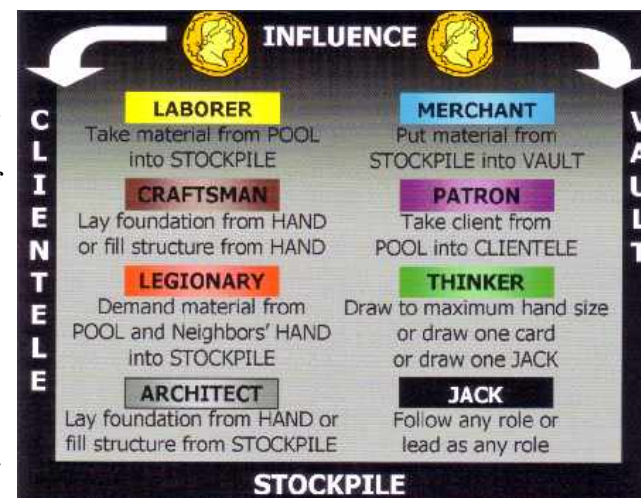 INFLUENCE
CLIENTELE
VAULT
LABORER
Take material from POOL
into STOCKPILE
MERCHANT
Put material from
STOCKPILE into VAULT
CRAFTSMAN
Lay foundation from HAND
or fill structure from HAND
PATRON
Take client from
POOL into CLIENTELE
LEGIONARY
Demand material from
POOL and Neighbors' HAND
into STOCKPILE
THINKER
Draw to maximum hand size
or draw one card
or draw one JACK
ARCHITECT
Lay foundation from HAND or
fill structure from STOCKPILE
JACK
Follow any role or
lead as any role
STOCKPILE